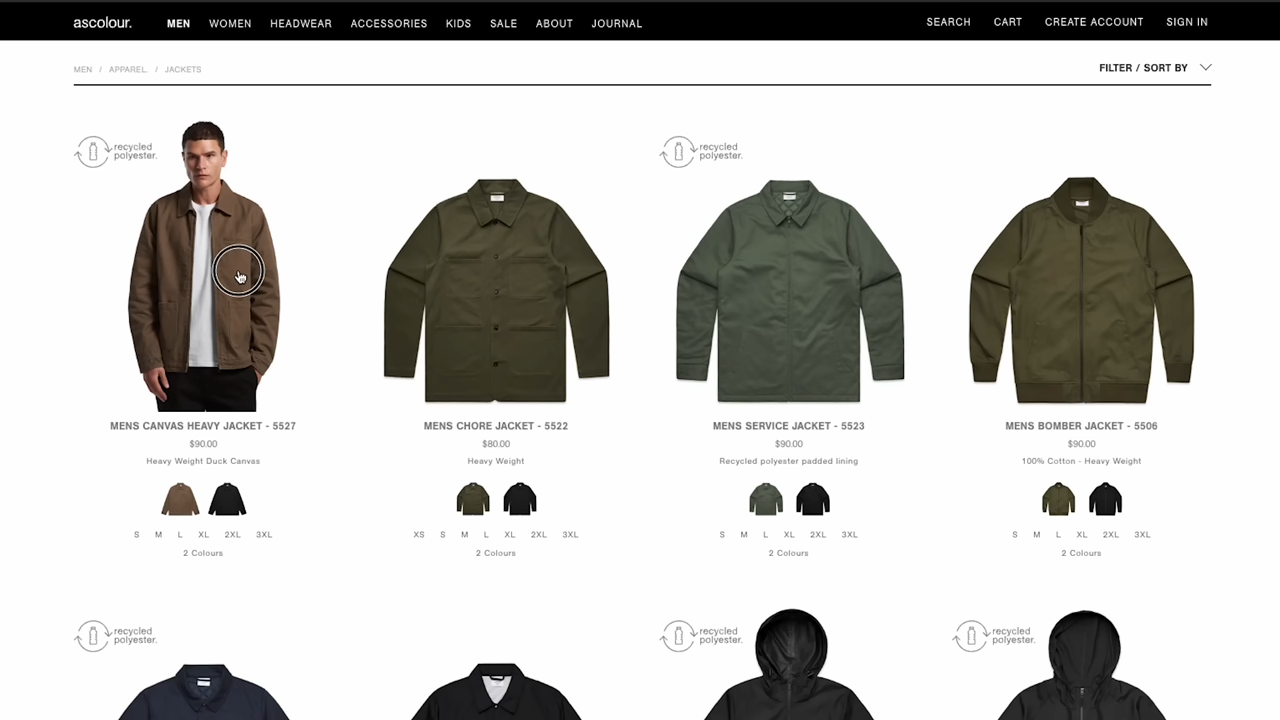 ascolour. MEN WOMEN HEADWEAR ACCESSORIES KIDS SALE ABOUT JOURNAL SEARCH CART CREATE ACCOUNT SIGN IN
MEN / APPAREL / JACKETS
FILTER / SORT BY
recycled
polyester.
recycled
polyester.
MENS CANVAS HEAVY JACKET - 5527
$90.00
Heavy Weight Duck Canvas
S M L XL 2XL 3XL
2 Colours
MENS CHORE JACKET - 5522
$80.00
Heavy Weight
XS S M L XL 2XL 3XL
2 Colours
MENS SERVICE JACKET - 5523
$90.00
Recycled polyester padded lining
S M L XL 2XL 3XL
2 Colours
MENS BOMBER JACKET - 5506
$90.00
100% Cotton - Heavy Weight
S M L XL 2XL 3XL
2 Colours
recycled
polyester.
recycled
polyester.
recycled
polyester.